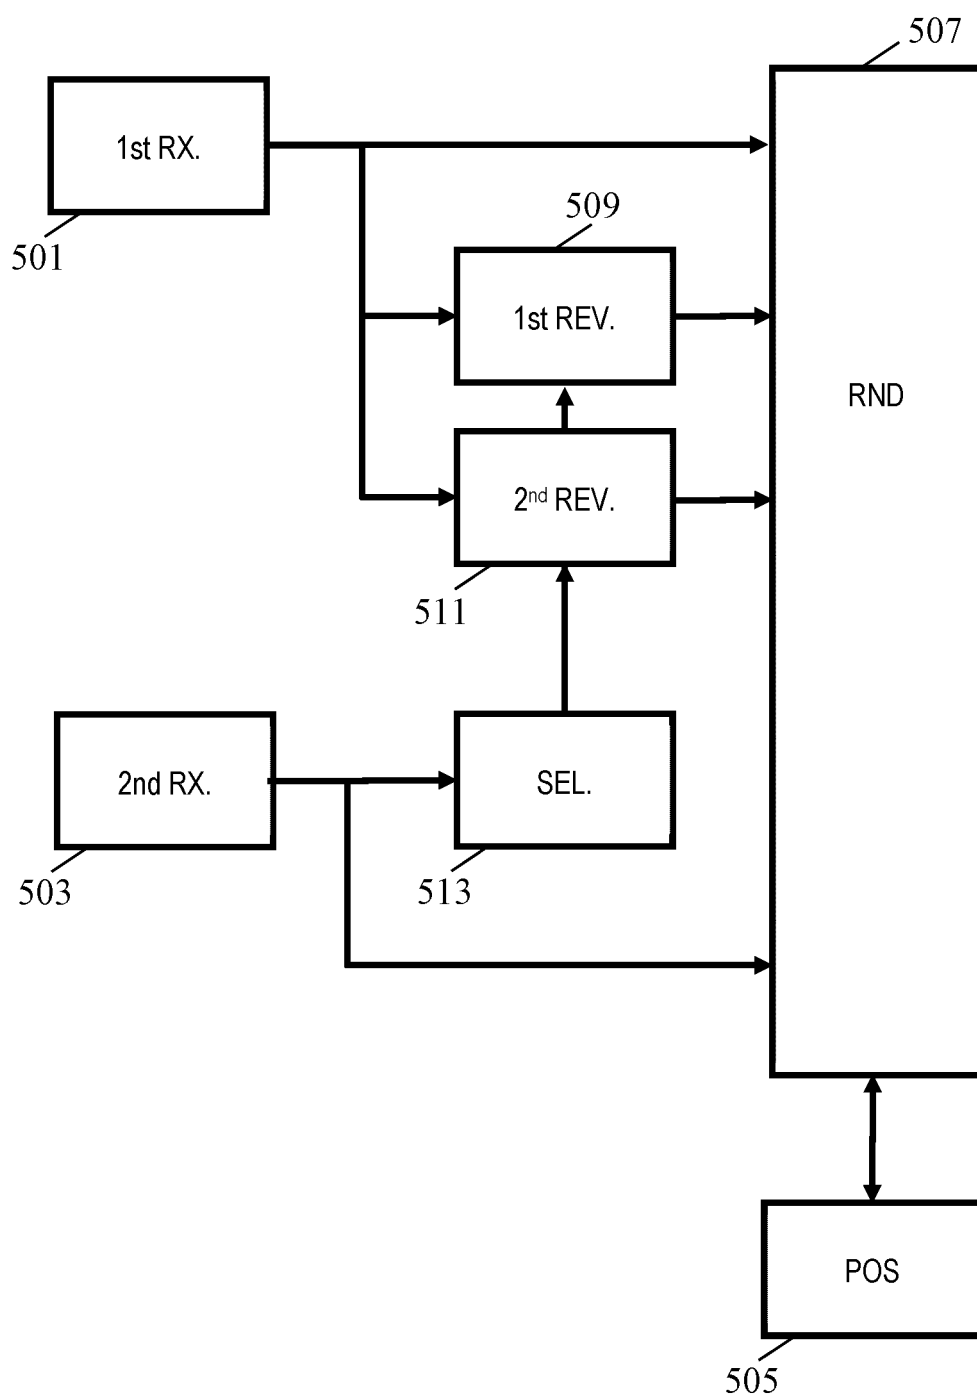 507
1st RX.
501
509
1st REV.
RND
2nd REV.
511
2nd RX.
SEL.
503
513
POS
505